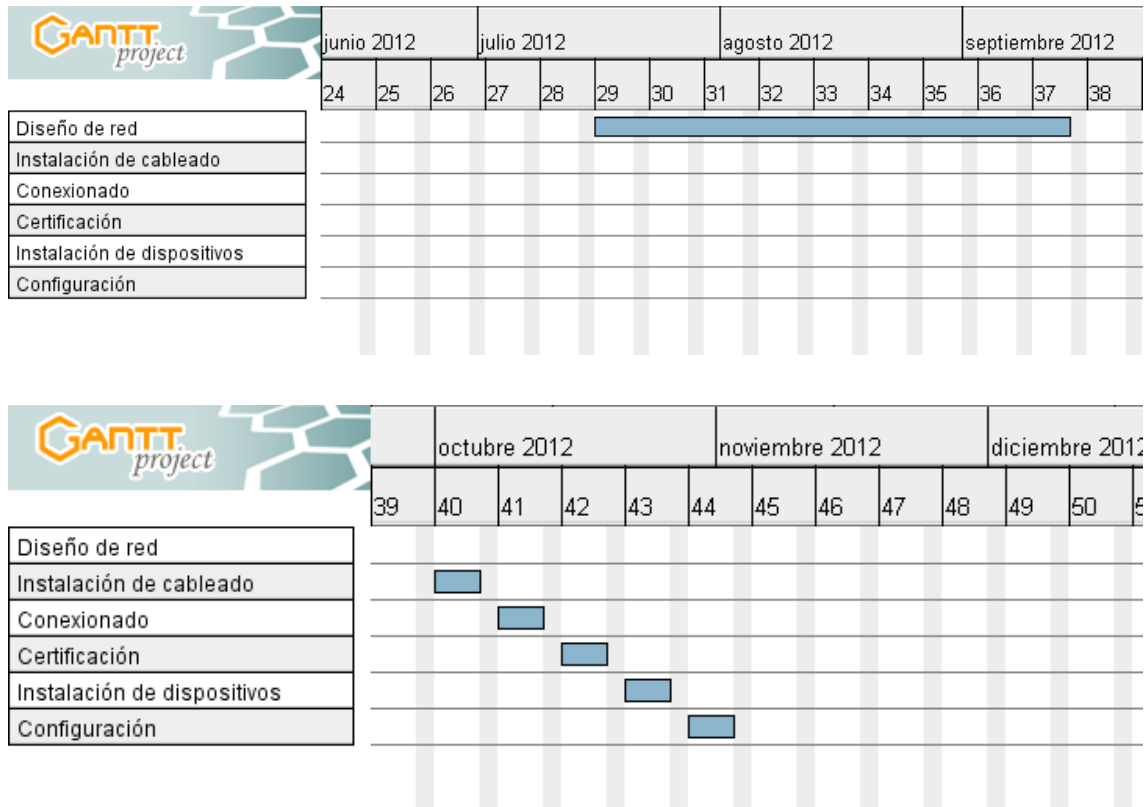 GANTT
project
junio 2012 julio 2012 agosto 2012 septiembre 2012
24 25 26 27 28 29 30 31 32 33 34 35 36 37 38
Diseño de red
Instalación de cableado
Conexionado
Certificación
Instalación de dispositivos
Configuración
GANTT
project
octubre 2012 noviembre 2012 diciembre 2012
39 40 41 42 43 44 45 46 47 48 49 50
Diseño de red
Instalación de cableado
Conexionado
Certificación
Instalación de dispositivos
Configuración